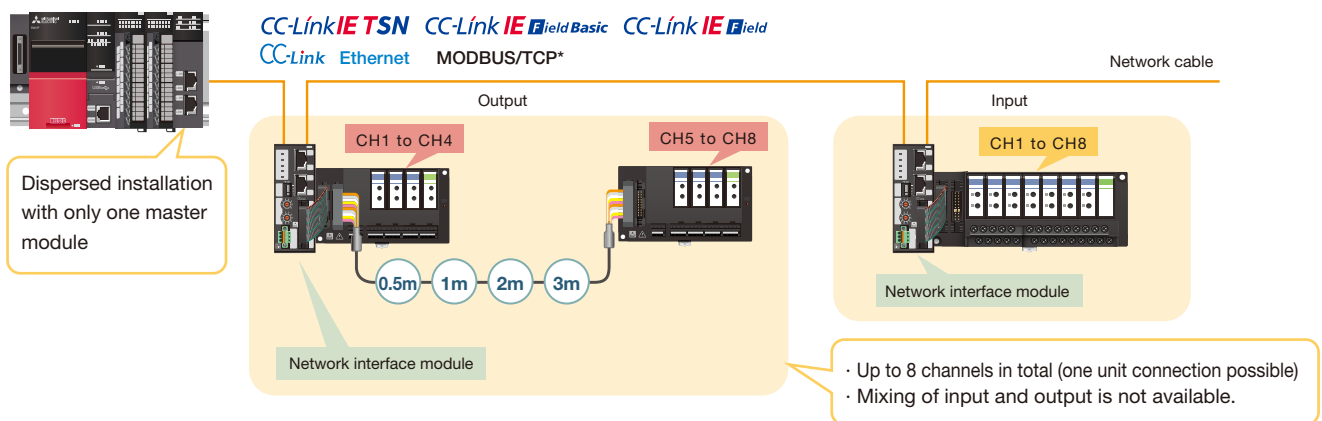 CC-Link IE TSN CC-Link IE Field Basic CC-Link IE Field
CC-Link Ethernet MODBUS/TCP*
Network cable
Output
Input
CH1 to CH4
CH5 to CH8
CH1 to CH8
Dispersed installation
with only one master
module
0.5m 1m 2m 3m
Network interface module
Network interface module
· Up to 8 channels in total (one unit connection possible)
· Mixing of input and output is not available.